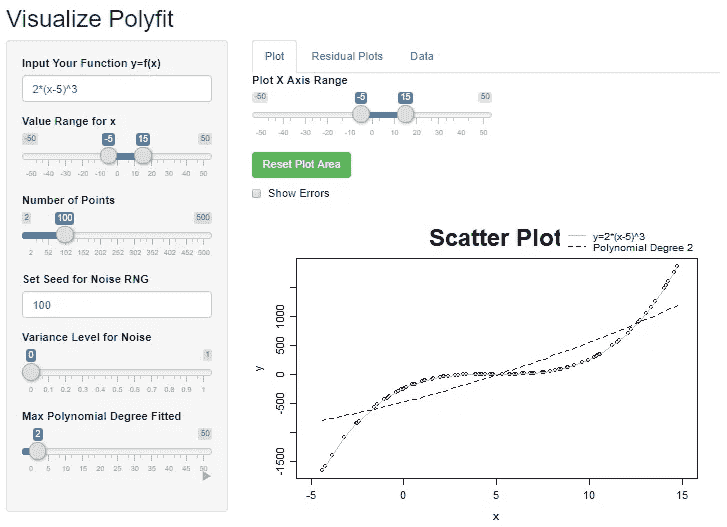 Visualize Polyfit
Input Your Function y=f(x)
2*(x-5)^3
Value Range for x
-50 -5 15 50
-50 -40 -30 -20 -10 0 10 20 30 40 50
Number of Points
2 100 500
2 52 102 152 202 252 302 352 402 452 500
Set Seed for Noise RNG
100
Variance Level for Noise
0 1
0 0.1 0.2 0.3 0.4 0.5 0.6 0.7 0.8 0.9 1
Max Polynomial Degree Fitted
2 50
0 5 10 15 20 25 30 35 40 45 50
Plot Residual Plots Data
Plot X Axis Range
-50 -5 15 50
-50 -40 -30 -20 -10 0 10 20 30 40 50
Reset Plot Area
Show Errors
Scatter Plot
y=2*(x-5)^3
Polynomial Degree 2
y
1000
500
0
-500
-1500
-5 0 5 10 15
x